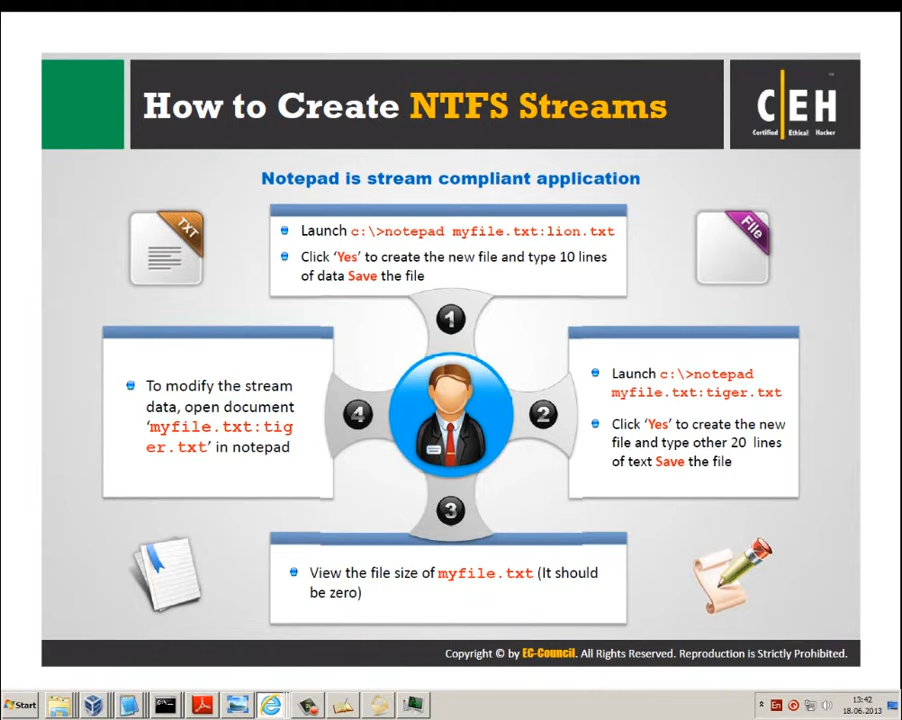 How to Create NTFS Streams
CEH
Certified Ethical Hacker
Notepad is stream compliant application
TXT
File
Launch c:\>notepad myfile.txt:lion.txt
Click ‘Yes’ to create the new file and type 10 lines
of data Save the file
1
Launch c:\>notepad
myfile.txt:tiger.txt
Click ‘Yes’ to create the new
file and type other 20 lines
of text Save the file
2
View the file size of myfile.txt (It should
be zero)
3
To modify the stream
data, open document
‘myfile.txt:tig
er.txt’ in notepad
4
Copyright © by EC-Council. All Rights Reserved. Reproduction is Strictly Prohibited.
Start
En
13:42
18.06.2013